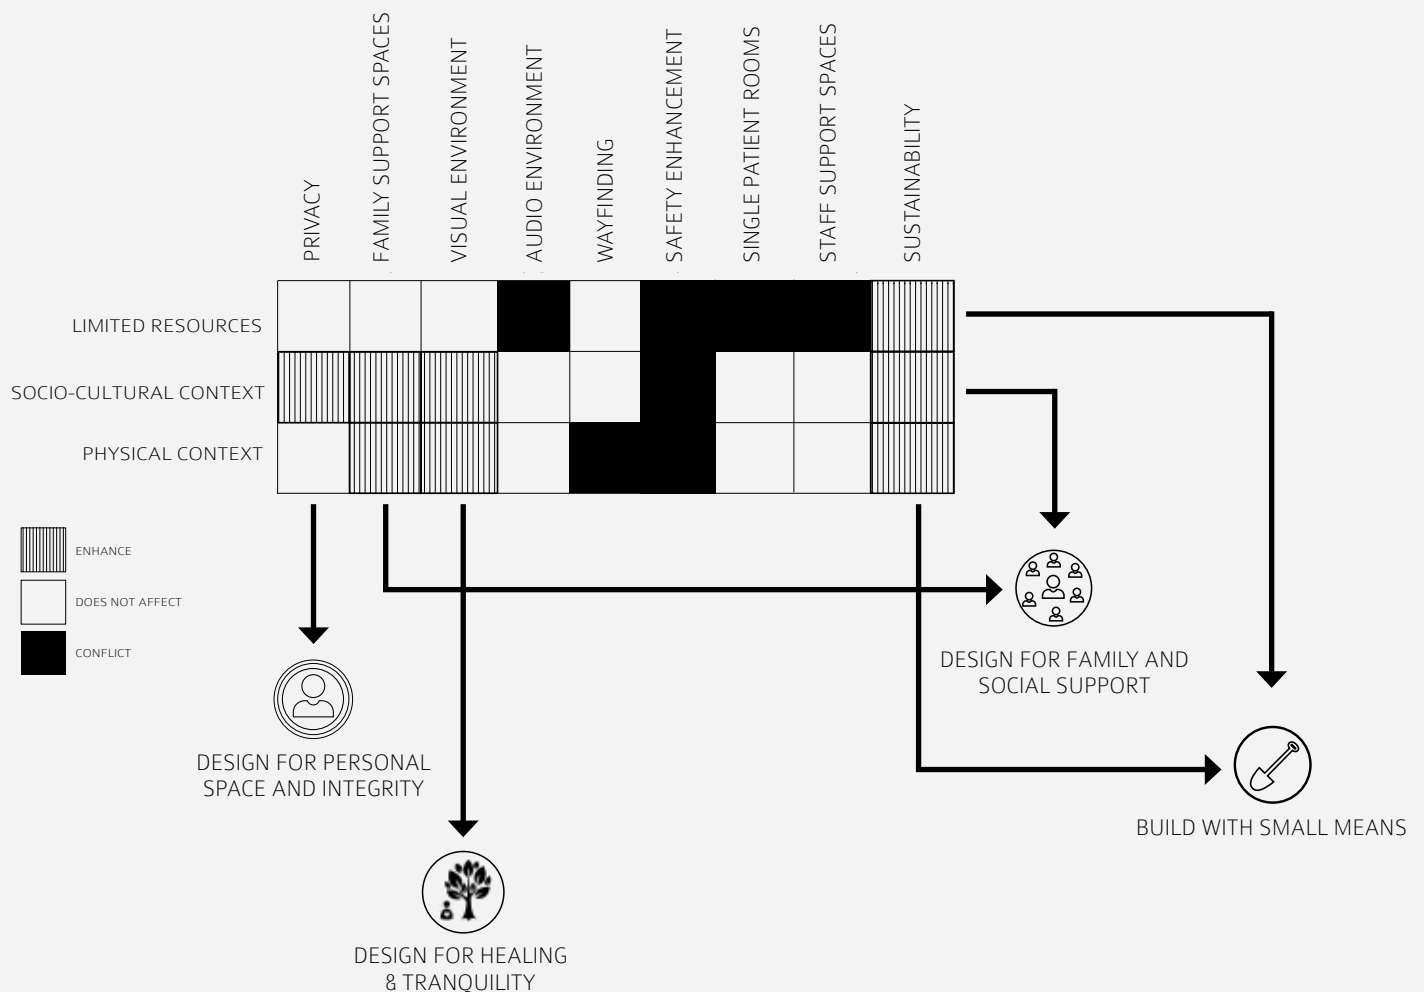 PRIVACY
FAMILY SUPPORT SPACES
VISUAL ENVIRONMENT
AUDIO ENVIRONMENT
WAYFINDING
SAFETY ENHANCEMENT
SINGLE PATIENT ROOMS
STAFF SUPPORT SPACES
SUSTAINABILITY
LIMITED RESOURCES
SOCIO-CULTURAL CONTEXT
PHYSICAL CONTEXT
ENHANCE
DOES NOT AFFECT
CONFLICT
DESIGN FOR FAMILY AND
SOCIAL SUPPORT
DESIGN FOR PERSONAL
SPACE AND INTEGRITY
BUILD WITH SMALL MEANS
DESIGN FOR HEALING
& TRANQUILITY